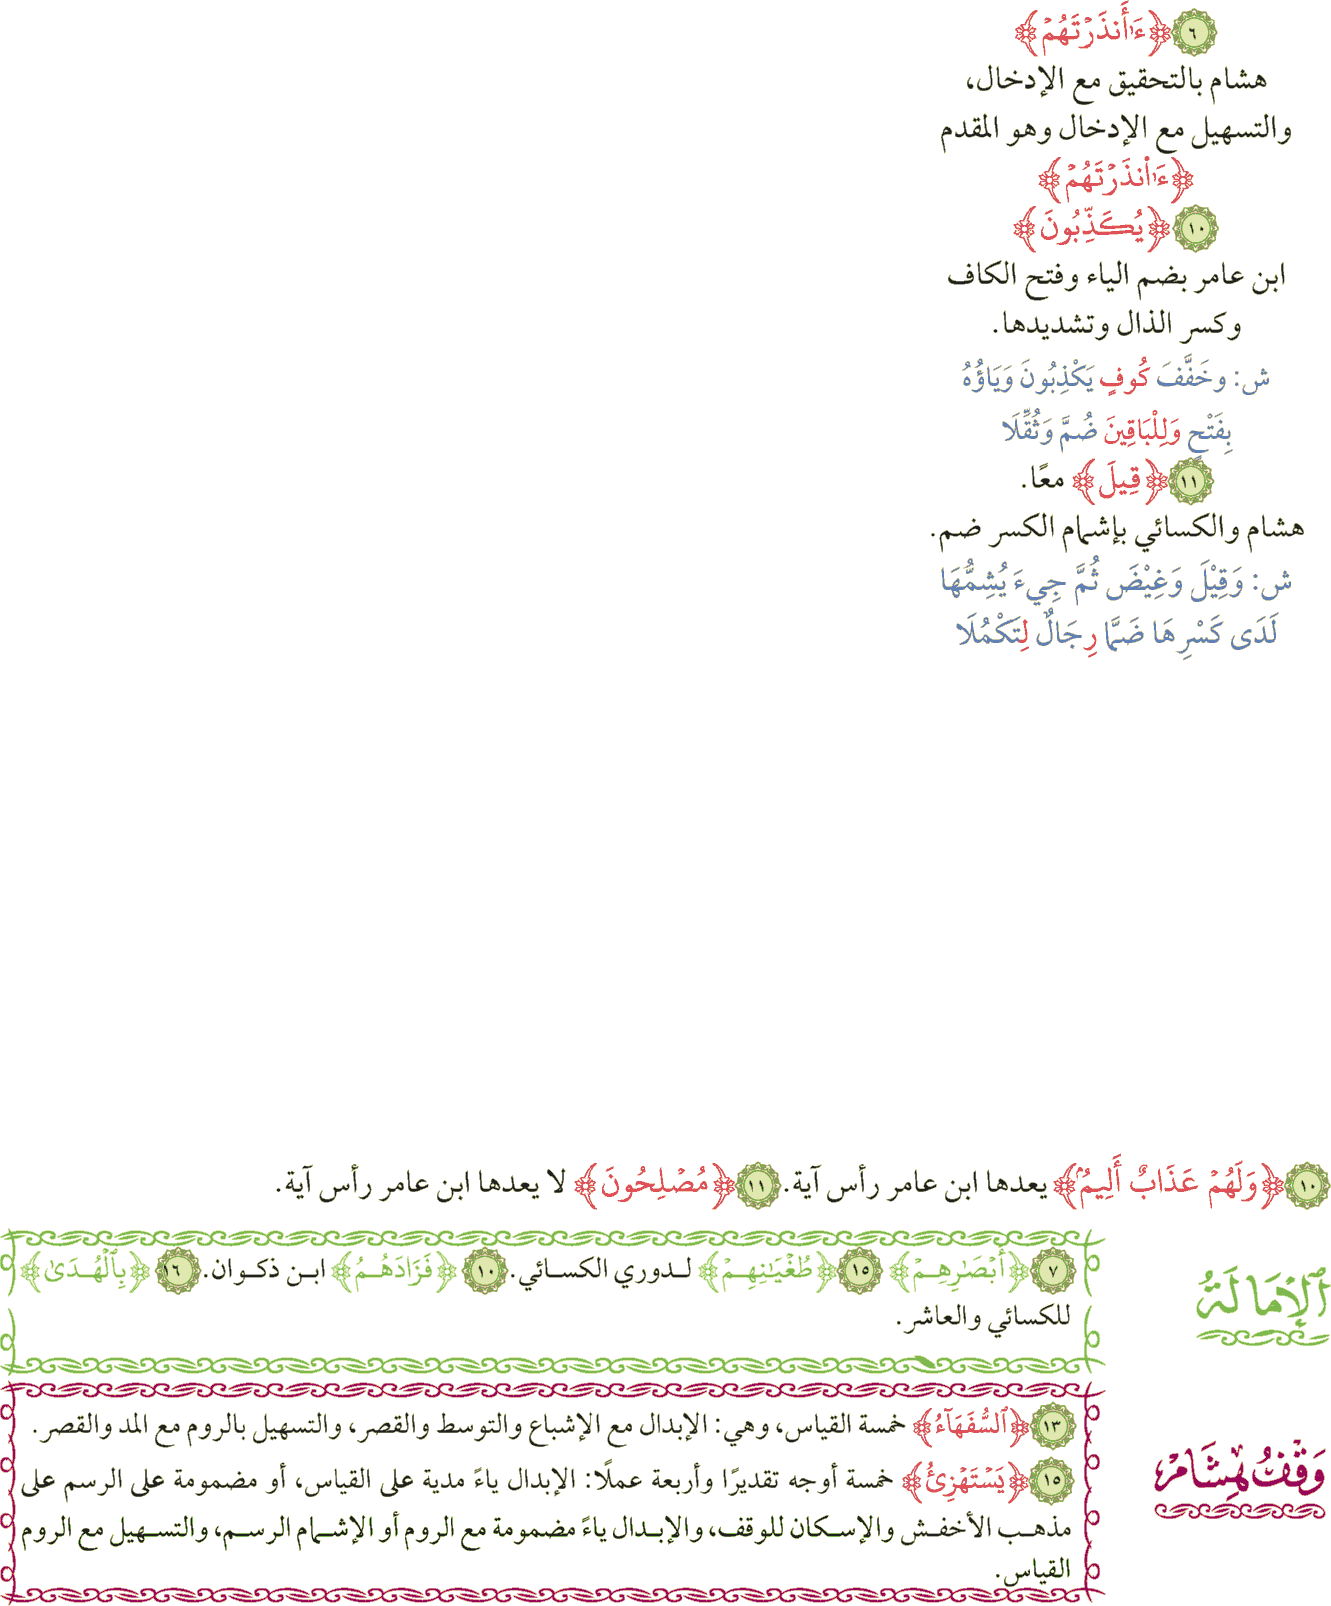 ٦ ﴿ءَا۬نذَرْتَهُمْ﴾
هشام بالتحقيق مع الإدخال،
والتسهيل مع الإدخال وهو المقدم
﴿ءَا۬نذَرْتَهُمْ﴾
١٠ ﴿يُكَذِّبُونَ﴾
ابن عامر بضم الياء وفتح الكاف
وكسر الذال وتشديدها.
ش: وخَفَّفَ كُوفٍ يَكْذِبُونَ وَيَاؤُهُ
بِفَتْحٍ وَلِلْبَاقِينَ ضُمَّ وَثُقِّلَا
١١ ﴿قِيلَ﴾ معًا.
هشام والكسائي بإشمام الكسر ضم.
ش: وَقِيْلَ وَغِيْضَ ثُمَّ جِيءَ يُشِمُّهَا
لَدَى كَسْرِهَا ضَمًّا رِجَالٌ لِتَكْمُلَا
١٠ ﴿وَلَهُمْ عَذَابٌ أَلِيمٌ﴾ يعدها ابن عامر رأس آية. ١١ ﴿مُصْلِحُونَ﴾ لا يعدها ابن عامر رأس آية.
ٱلْإِمَالَةُ
٧ ﴿أَبْصَٰرِهِمْ﴾ ١٥ ﴿طُغْيَٰنِهِمْ﴾ لدوري الكسائي. ١٠ ﴿فَزَادَهُمُ﴾ ابن ذكوان. ١٦ ﴿بِٱلْهُدَىٰ﴾
للكسائي والعاشر.
وَقْفُ هِشَامٍ
١٣ ﴿ٱلسُّفَهَآءُ﴾ خمسة القياس، وهي: الإبدال مع الإشباع والتوسط والقصر، والتسهيل بالروم مع المد والقصر.
١٥ ﴿يَسْتَهْزِئُ﴾ خمسة أوجه تقديرًا وأربعة عملًا: الإبدال ياءً مدية على القياس، أو مضمومة على الرسم على
مذهب الأخفش والإسكان للوقف، والإبدال ياءً مضمومة مع الروم أو الإشمام الرسم، والتسهيل مع الروم
القياس.